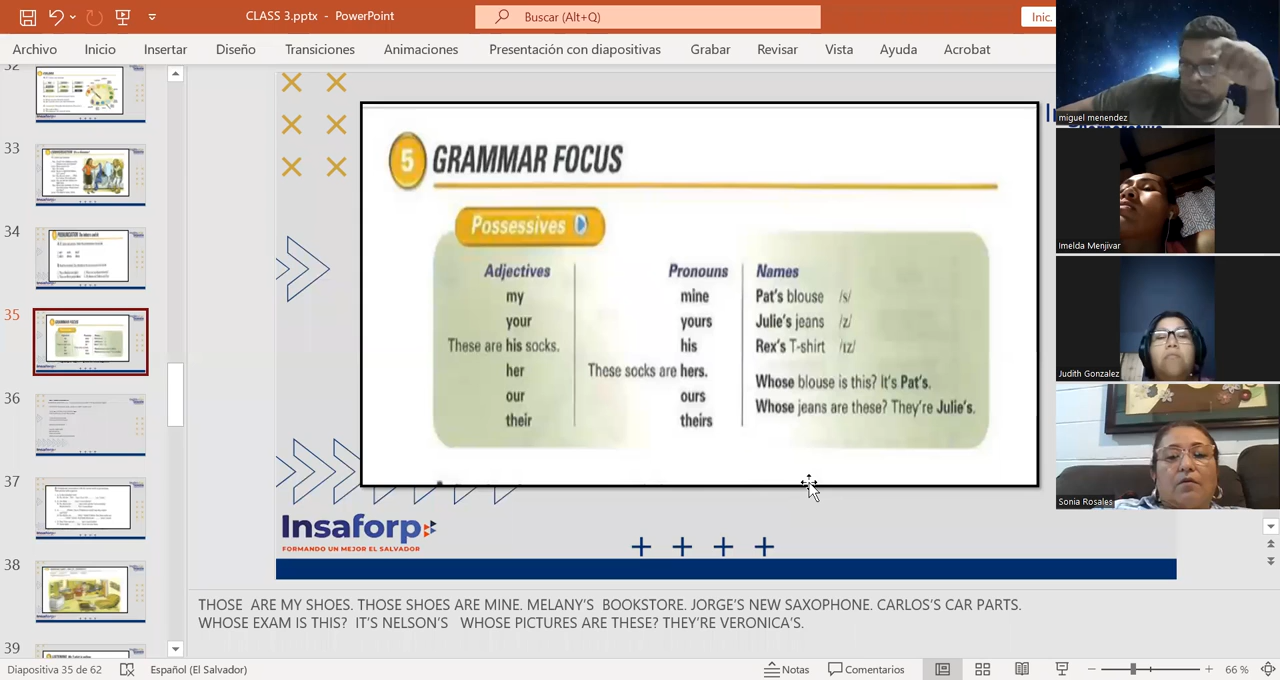 CLASS 3.pptx - PowerPoint
Buscar (Alt+Q)
Inic.
Archivo Inicio Insertar Diseño Transiciones Animaciones Presentación con diapositivas Grabar Revisar Vista Ayuda Acrobat
32
33
34
35
36
37
38
39
5 GRAMMAR FOCUS
Possessives
Adjectives Pronouns Names
my mine Pat's blouse /s/
your yours Julie's jeans /z/
These are his socks. his Rex's T-shirt /ɪz/
her These socks are hers.
our ours Whose blouse is this? It's Pat's.
their theirs Whose jeans are these? They're Julie's.
Insaforp
FORMANDO UN MEJOR EL SALVADOR
miguel menendez
Imelda Menjivar
Judith Gonzalez
Sonia Rosales
THOSE ARE MY SHOES. THOSE SHOES ARE MINE. MELANY'S BOOKSTORE. JORGE'S NEW SAXOPHONE. CARLOS'S CAR PARTS.
WHOSE EXAM IS THIS? IT'S NELSON'S WHOSE PICTURES ARE THESE? THEY'RE VERONICA'S.
Diapositiva 35 de 62 Español (El Salvador) Notas Comentarios 66 %